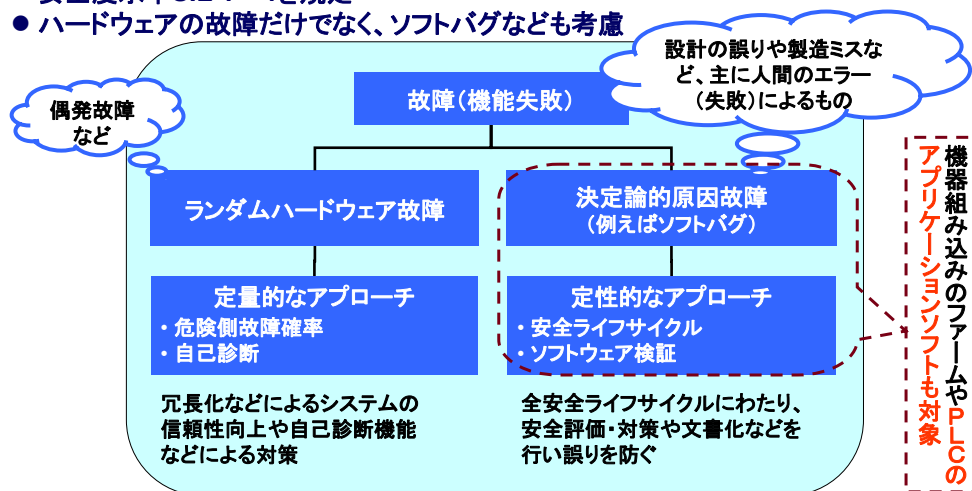 ● ハードウェアの故障だけでなく、ソフトバグなども考慮
設計の誤りや製造ミスな
ど、主に人間のエラー
（失敗）によるもの
偶発故障
など
故障（機能失敗）
ランダムハードウェア故障
決定論的原因故障
（例えばソフトバグ）
定量的なアプローチ
・危険側故障確率
・自己診断
定性的なアプローチ
・安全ライフサイクル
・ソフトウェア検証
冗長化などによるシステムの
信頼性向上や自己診断機能
などによる対策
全安全ライフサイクルにわたり、
安全評価・対策や文書化などを
行い誤りを防ぐ
機器組み込みのファームやPLCの
アプリケーションソフトも対象